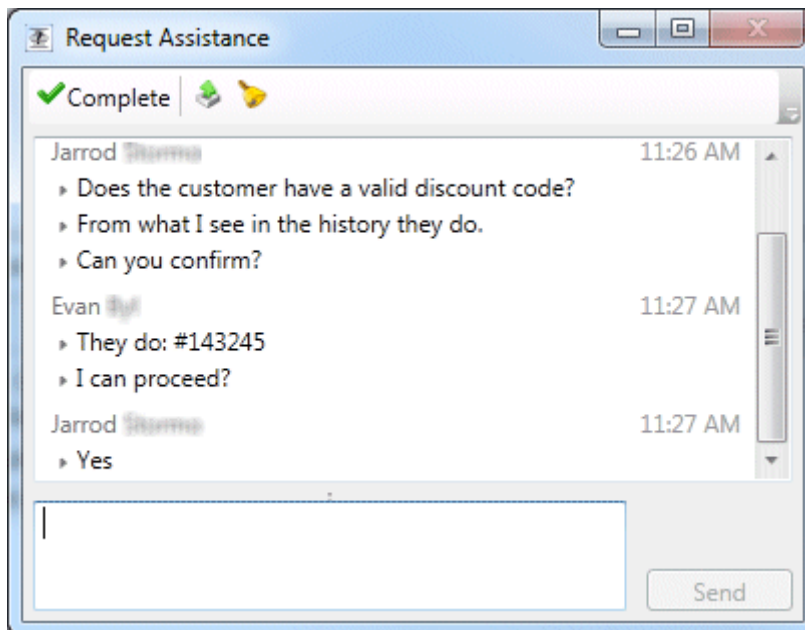 Request Assistance
Complete
Jarrod 11:26 AM
Does the customer have a valid discount code?
From what I see in the history they do.
Can you confirm?
Evan 11:27 AM
They do: #143245
I can proceed?
Jarrod 11:27 AM
Yes
Send